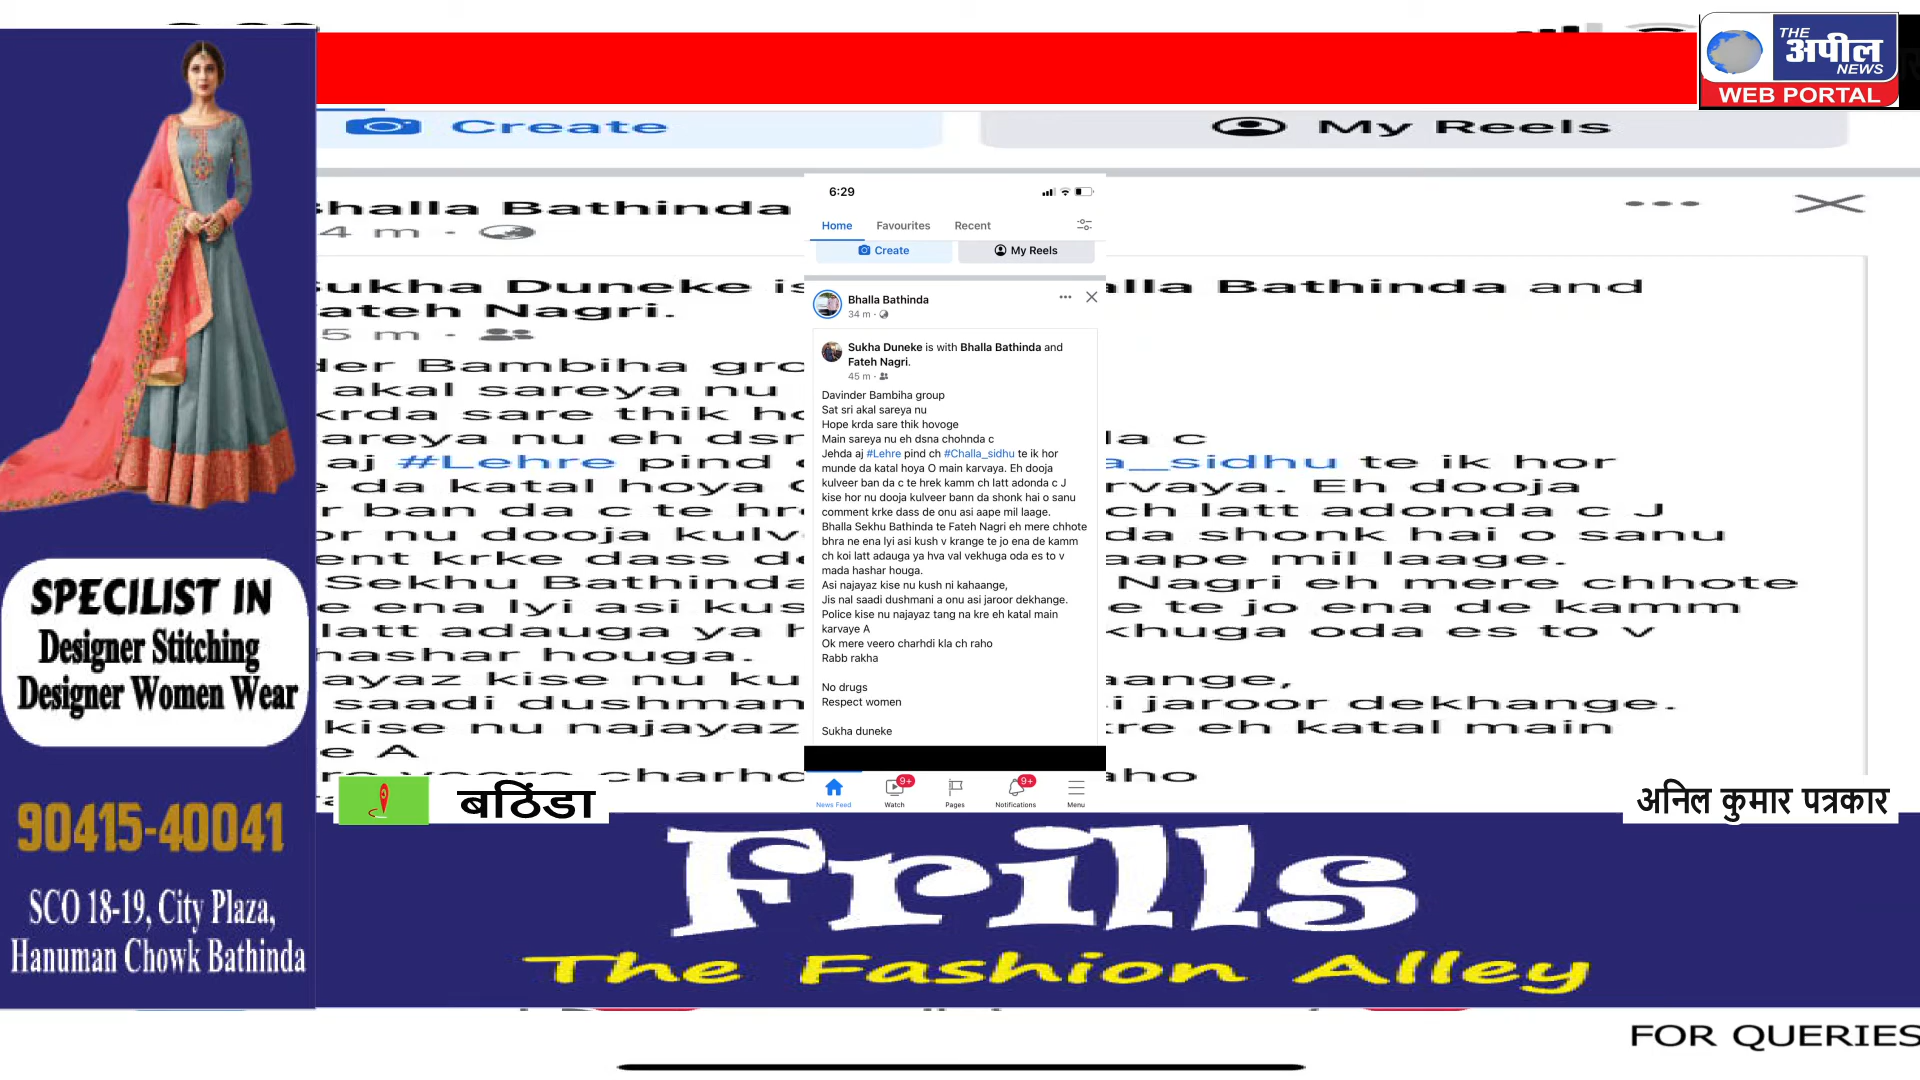 THE
अपील
NEWS
WEB PORTAL
Create
My Reels
6:29
Home Favourites Recent
Create My Reels
Bhalla Bathinda
34 m
Sukha Duneke is with Bhalla Bathinda and
Fateh Nagri.
45 m
Davinder Bambiha group
Sat sri akal sareya nu
Hope krda sare thik hovoge
Main sareya nu eh dsna chohnda c
Jehda aj #Lehre pind ch #Challa_sidhu te ik hor
munde da katal hoya O main karvaya. Eh dooja
kulveer ban da c te hrek kamm ch latt adonda c J
kise hor nu dooja kulveer bann da shonk hai o sanu
comment krke dass de onu asi aape mil laage.
Bhalla Sekhu Bathinda te Fateh Nagri eh mere chhote
bhra ne ena lyi asi kush v krange te jo ena de kamm
ch koi latt adauga ya hva val vekhuga oda es to v
mada hashar houga.
Asi najayaz kise nu kush ni kahaange,
Jis nal saadi dushmani a onu asi jaroor dekhange.
Police kise nu najayaz tang na kre eh katal main
karvaye A
Ok mere veero charhdi kla ch raho
Rabb rakha
No drugs
Respect women
Sukha duneke
9+ 9+
News Feed Watch Pages Notifications Menu
SPECILIST IN
Designer Stitching
Designer Women Wear
90415-40041
SCO 18-19, City Plaza,
Hanuman Chowk Bathinda
बठिंडा
अनिल कुमार पत्रकार
Frills
The Fashion Alley
FOR QUERIES